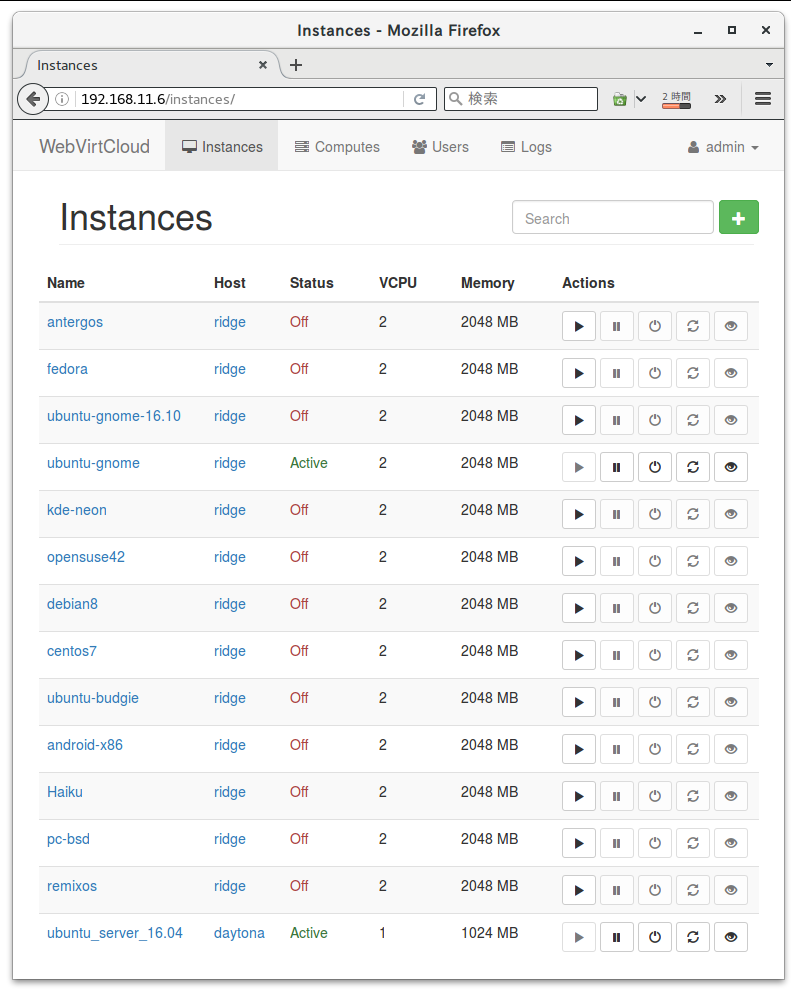 Instances - Mozilla Firefox
Instances
192.168.11.6/instances/ 検索 2 時間
WebVirtCloud Instances Computes Users Logs admin
Instances Search
Name Host Status VCPU Memory Actions
antergos ridge Off 2 2048 MB
fedora ridge Off 2 2048 MB
ubuntu-gnome-16.10 ridge Off 2 2048 MB
ubuntu-gnome ridge Active 2 2048 MB
kde-neon ridge Off 2 2048 MB
opensuse42 ridge Off 2 2048 MB
debian8 ridge Off 2 2048 MB
centos7 ridge Off 2 2048 MB
ubuntu-budgie ridge Off 2 2048 MB
android-x86 ridge Off 2 2048 MB
Haiku ridge Off 2 2048 MB
pc-bsd ridge Off 2 2048 MB
remixos ridge Off 2 2048 MB
ubuntu_server_16.04 daytona Active 1 1024 MB